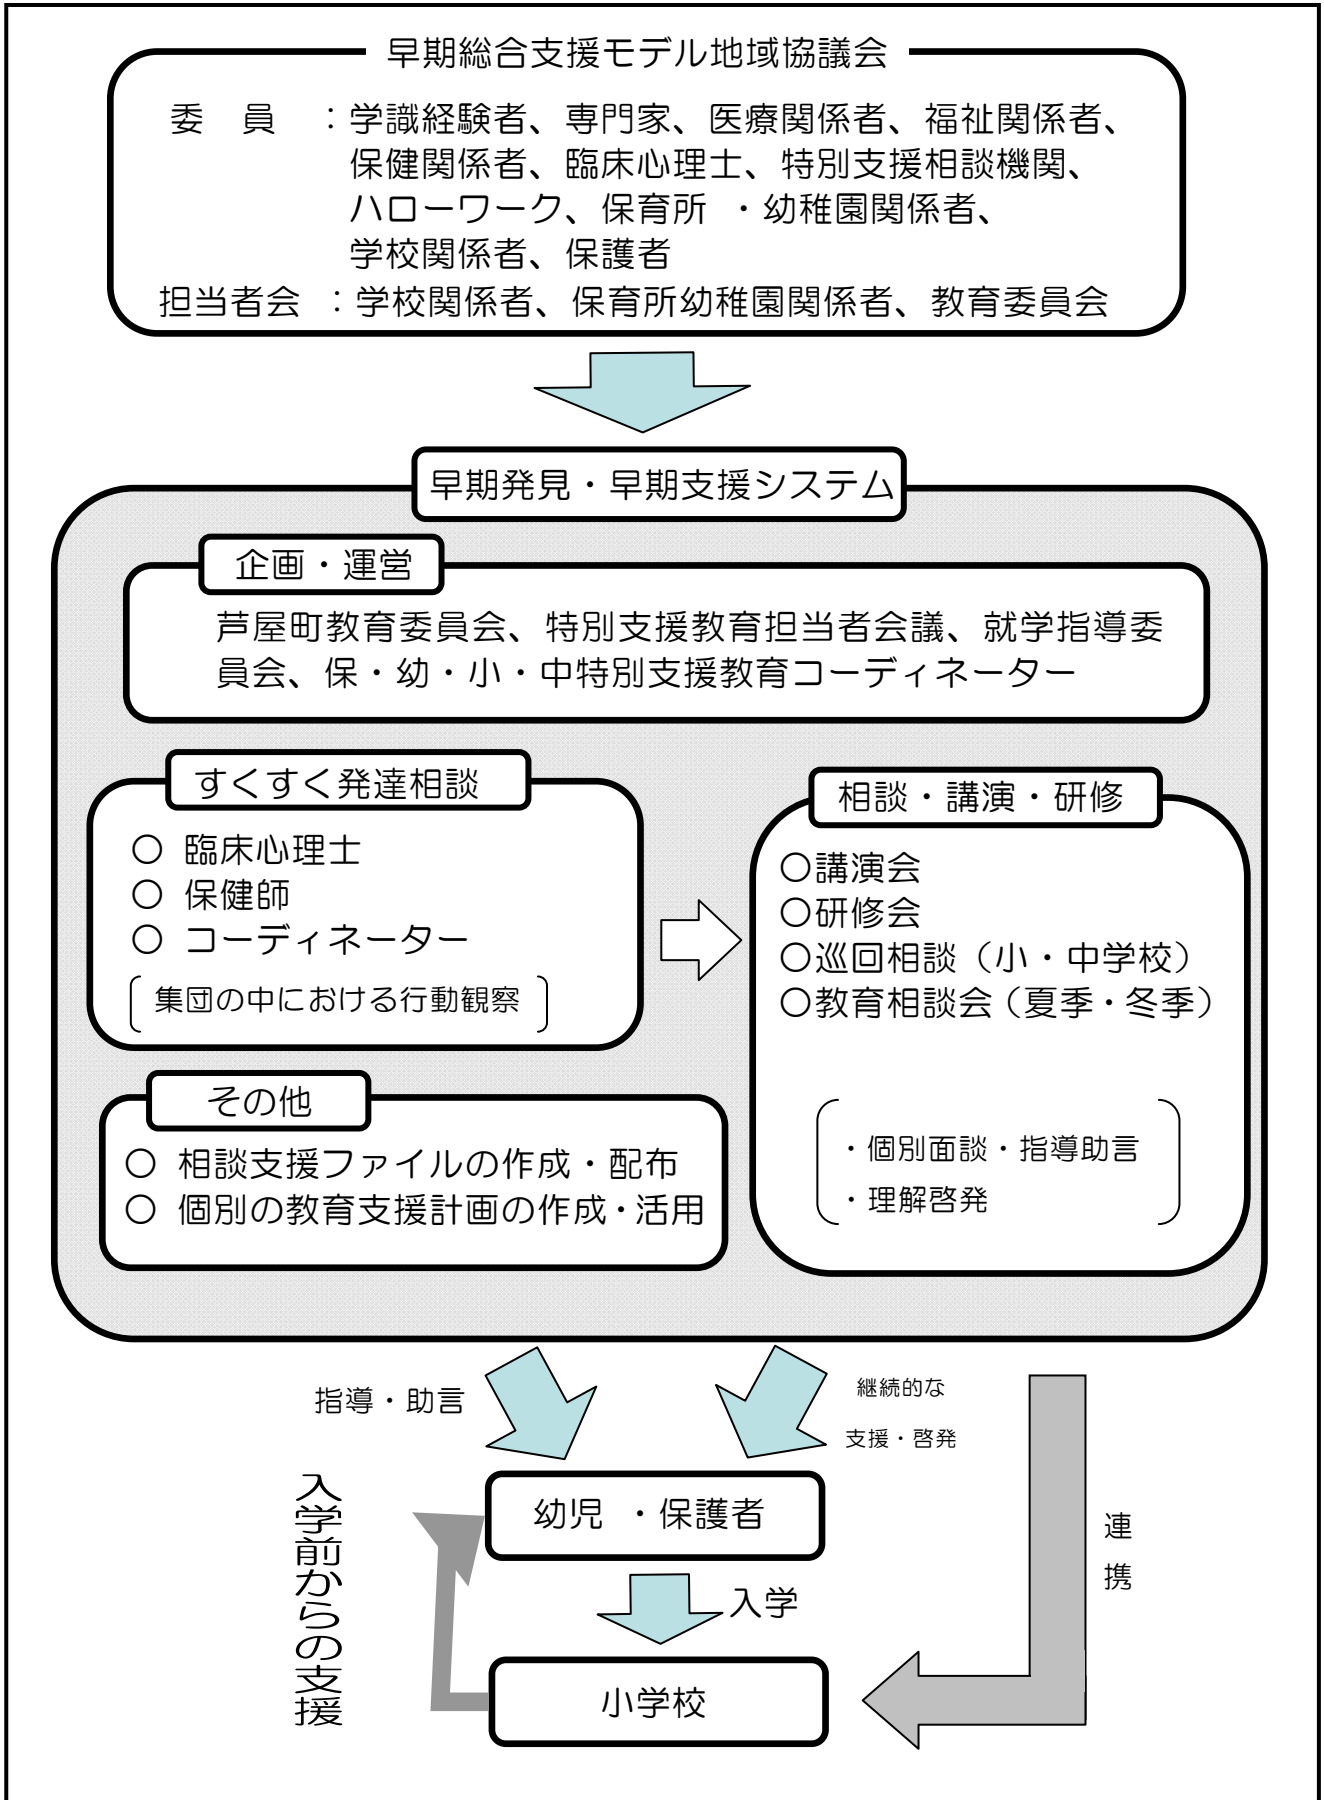 早期総合支援モデル地域協議会
委　員　：学識経験者、専門家、医療関係者、福祉関係者、
保健関係者、臨床心理士、特別支援相談機関、
ハローワーク、保育所 ・幼稚園関係者、
学校関係者、保護者
担当者会 ：学校関係者、保育所幼稚園関係者、教育委員会
早期発見・早期支援システム
企画・運営
芦屋町教育委員会、特別支援教育担当者会議、就学指導委
員会、保・幼・小・中特別支援教育コーディネーター
すくすく発達相談
○ 臨床心理士
○ 保健師
○ コーディネーター
集団の中における行動観察
相談・講演・研修
○講演会
○研修会
○巡回相談（小・中学校）
○教育相談会（夏季・冬季）
・個別面談・指導助言
・理解啓発
その他
○ 相談支援ファイルの作成・配布
○ 個別の教育支援計画の作成・活用
指導・助言
継続的な
支援・啓発
入学前からの支援
幼児 ・保護者
連携
入学
小学校